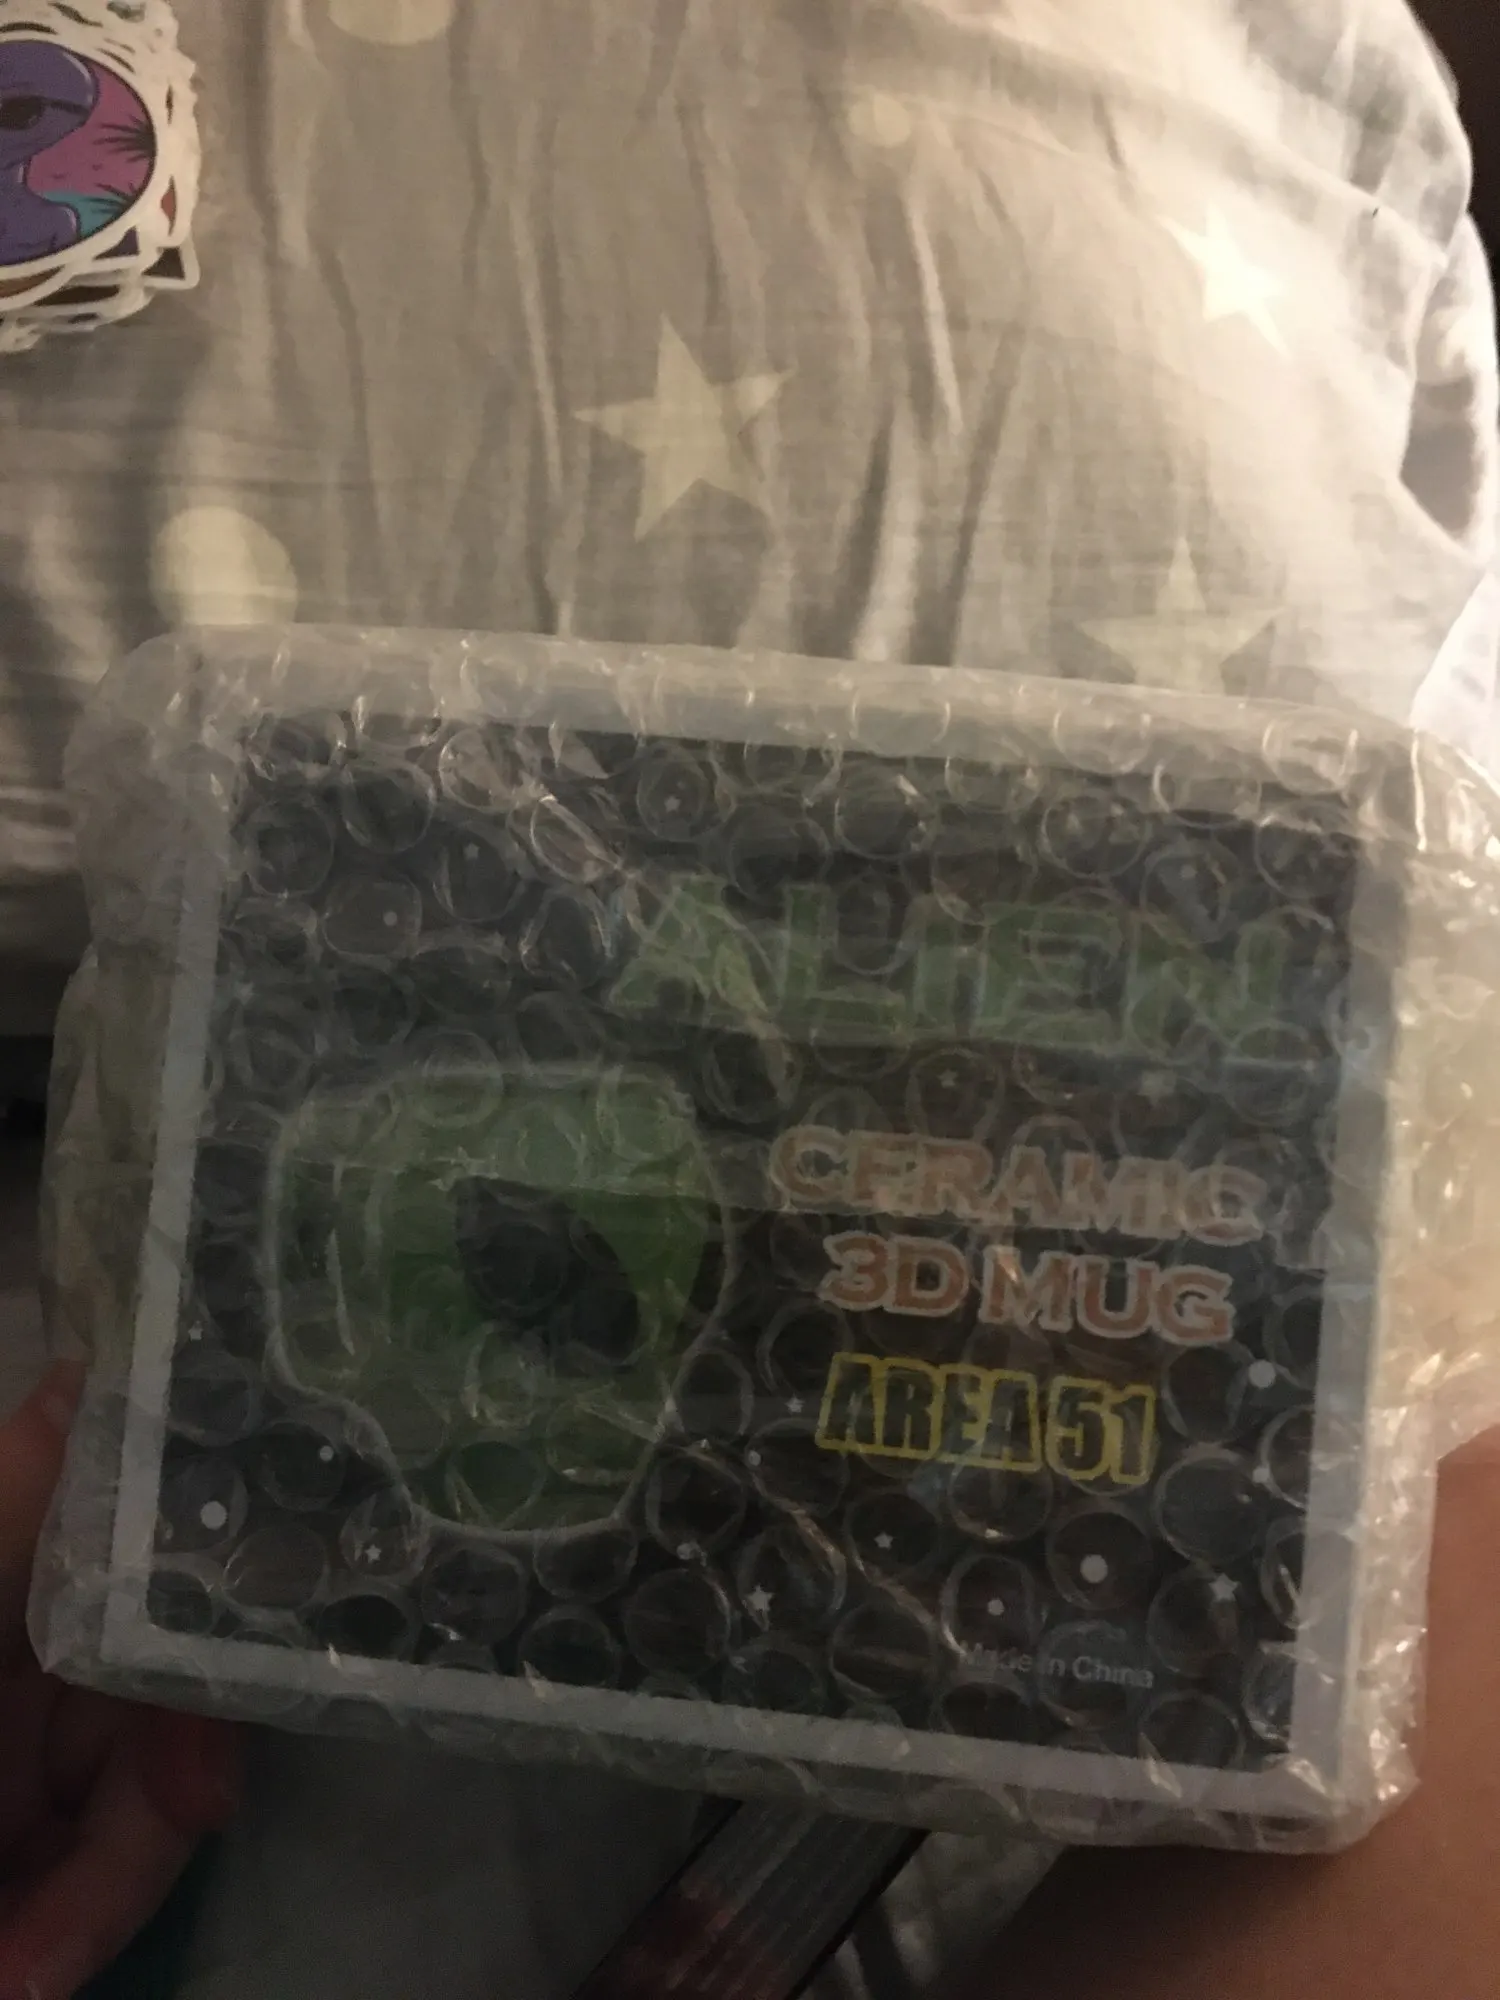 ALIEN
CERAMIC
3D MUG
AREA 51
Made in China